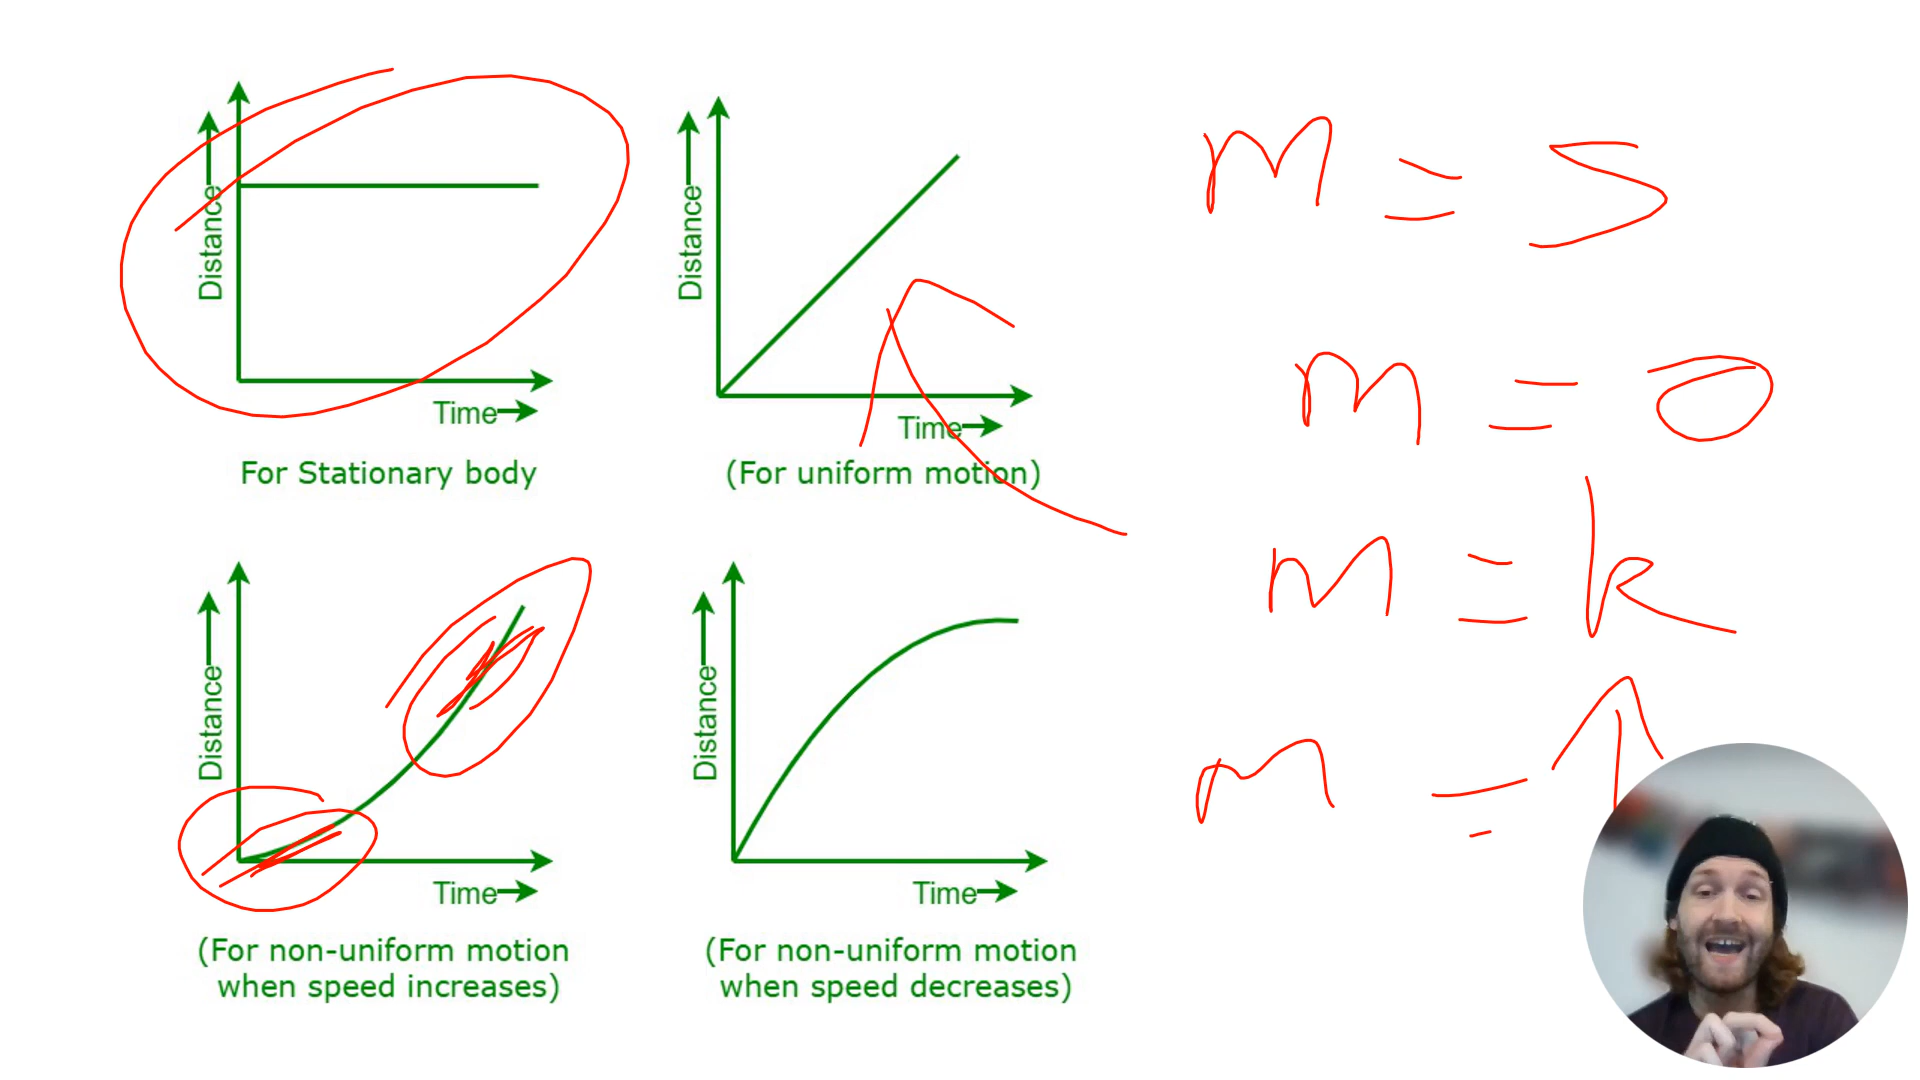 Distance
Time
For Stationary body
Distance
Time
(For uniform motion)
Distance
Time
(For non-uniform motion
when speed increases)
Distance
Time
(For non-uniform motion
when speed decreases)
m = s
m = 0
m = k
m = ↑